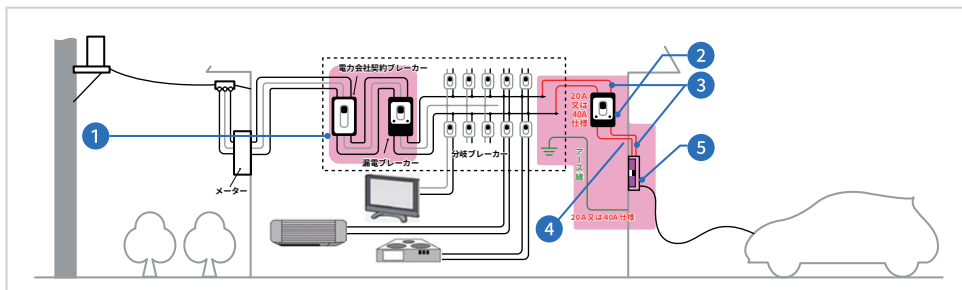 電力会社契約ブレーカー
漏電ブレーカー
分岐ブレーカー
メーター
20A
又は
40A
仕様
アース線
20A又は40A仕様
1
2
3
4
5